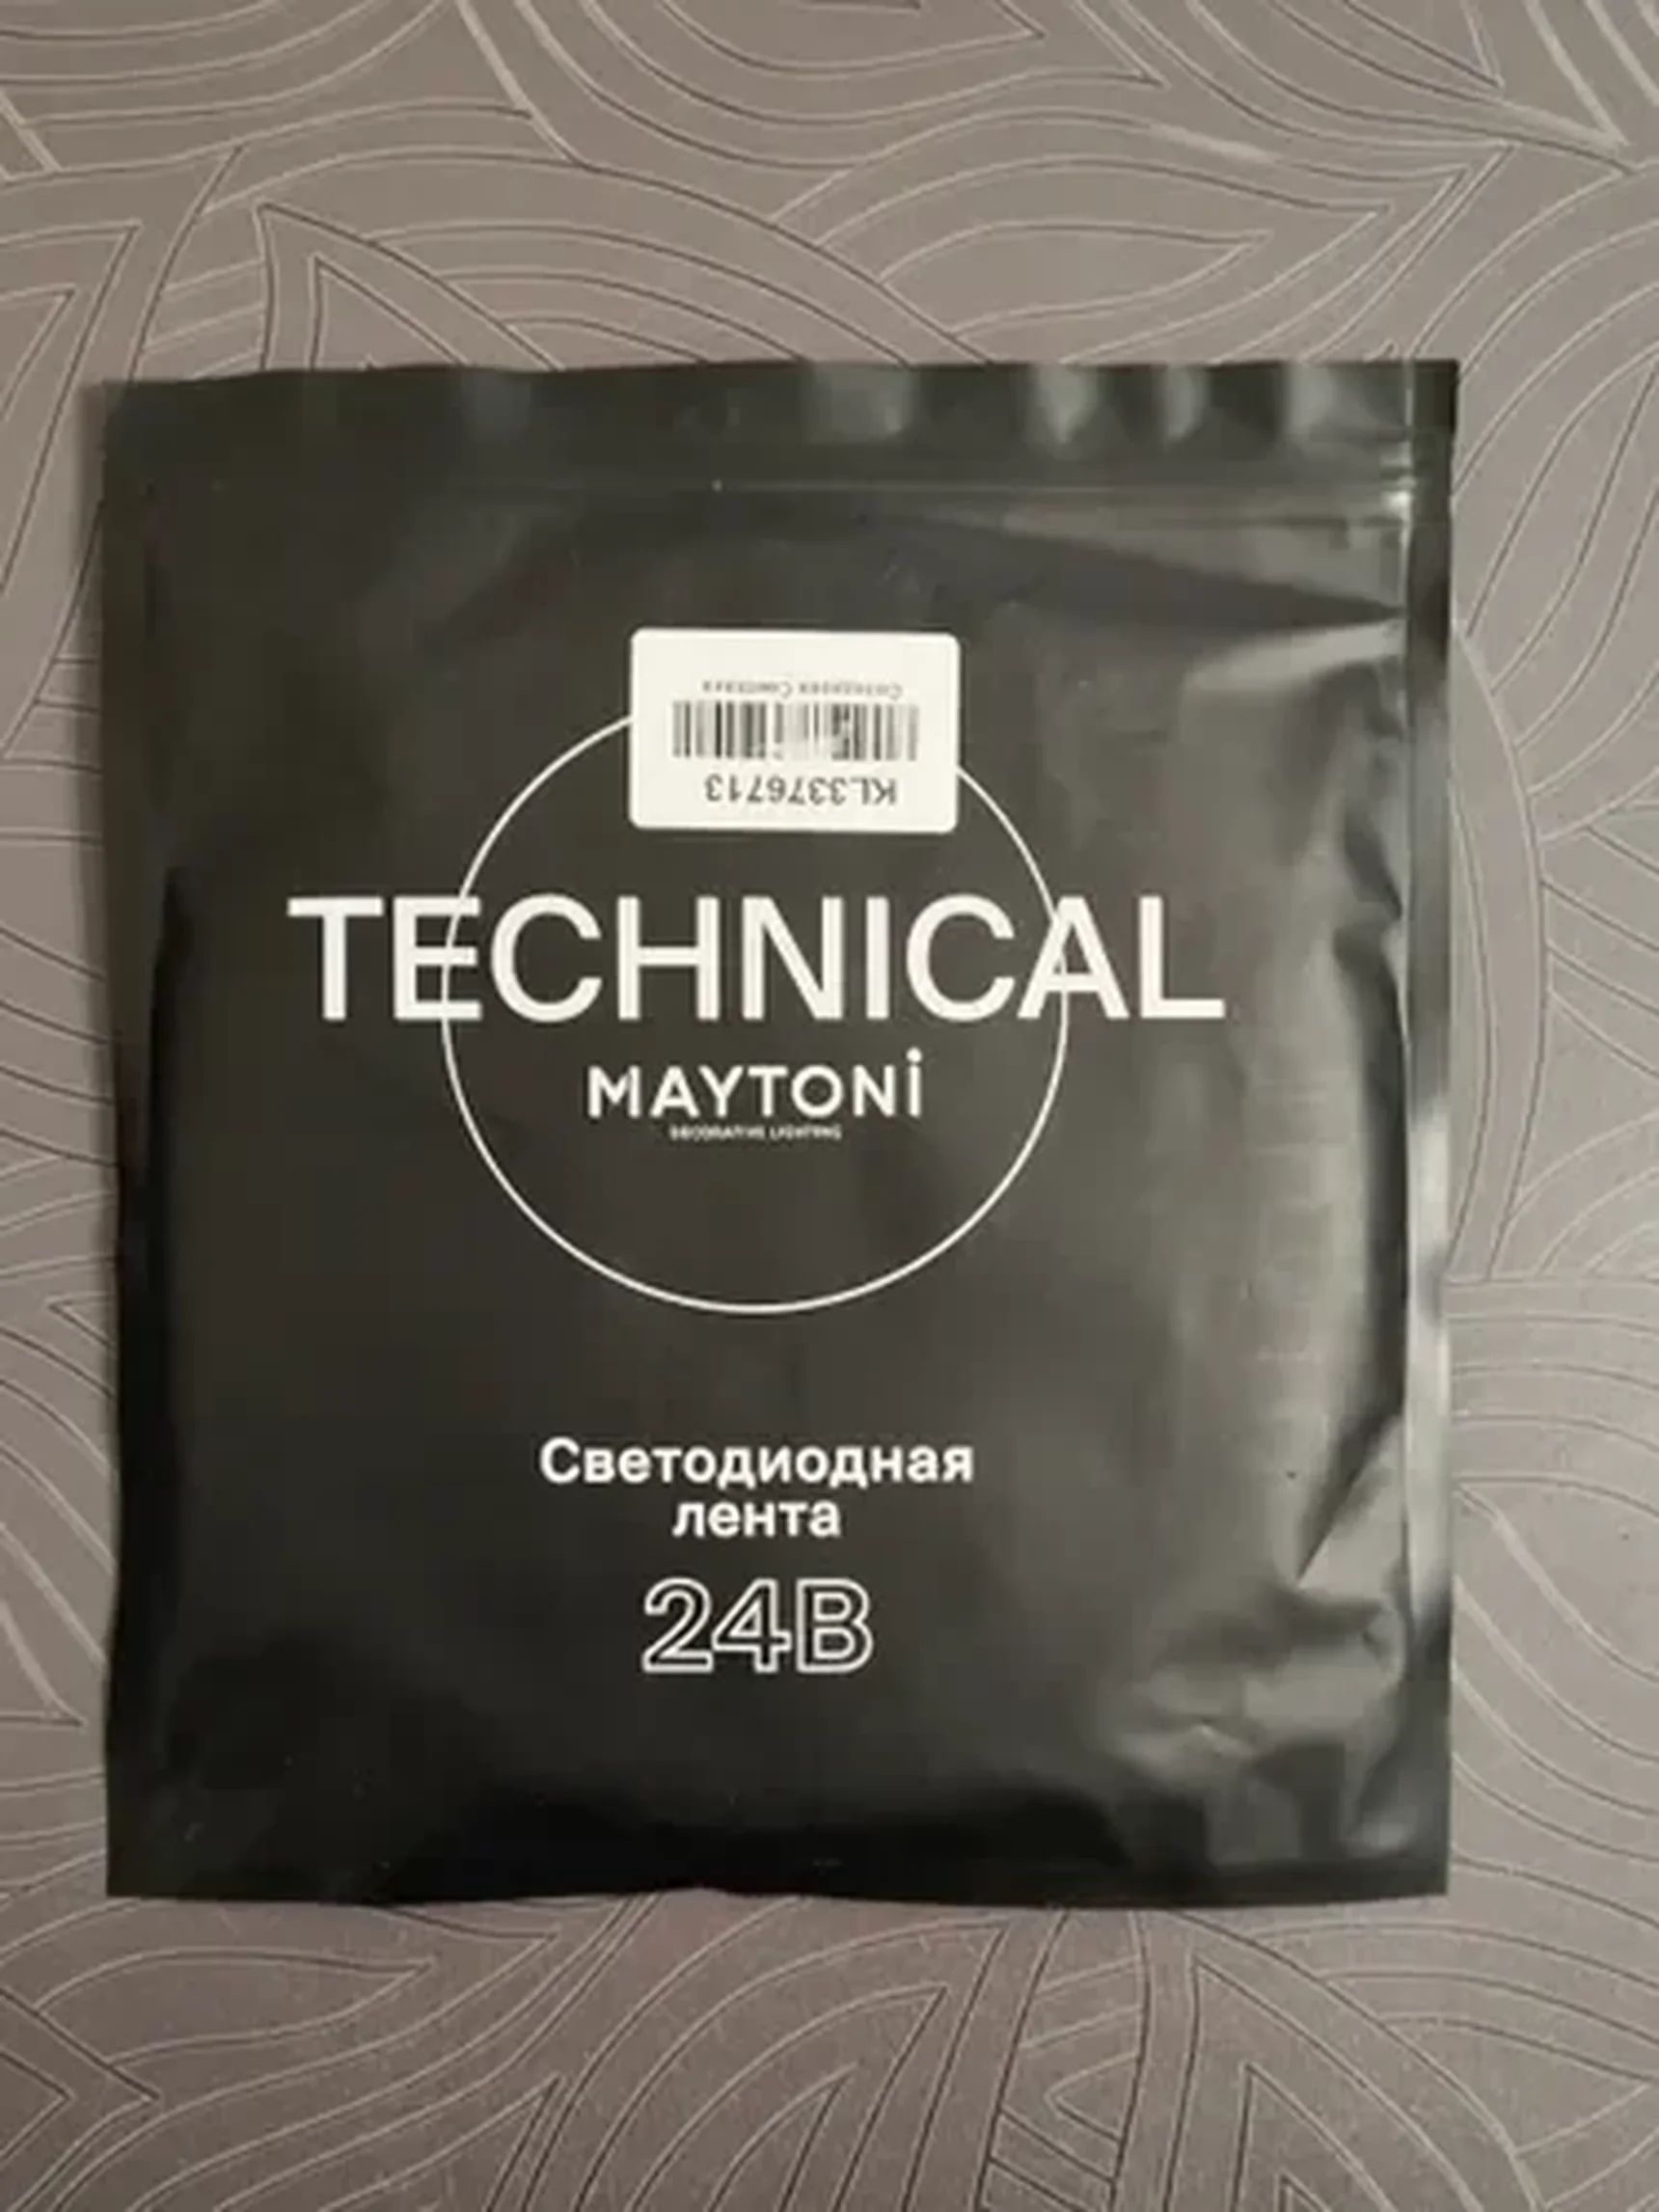 KL3376713
TECHNICAL
MAYTONi
DECORATIVE LIGHTING
Светодиодная
лента
24В